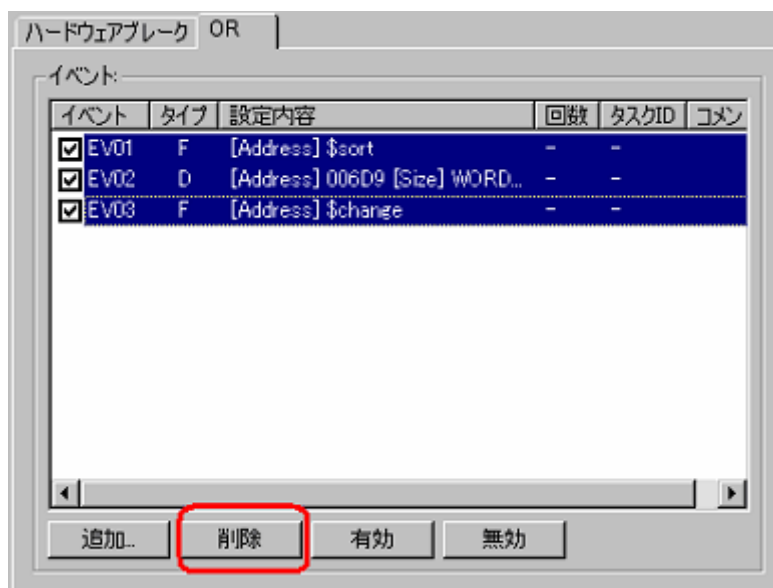 ハードウェアブレーク OR
イベント:
イベント タイプ 設定内容 回数 タスクID コメン
EV01 F [Address] $sort - -
EV02 D [Address] 006D9 [Size] WORD... - -
EV03 F [Address] $change - -
追加... 削除 有効 無効